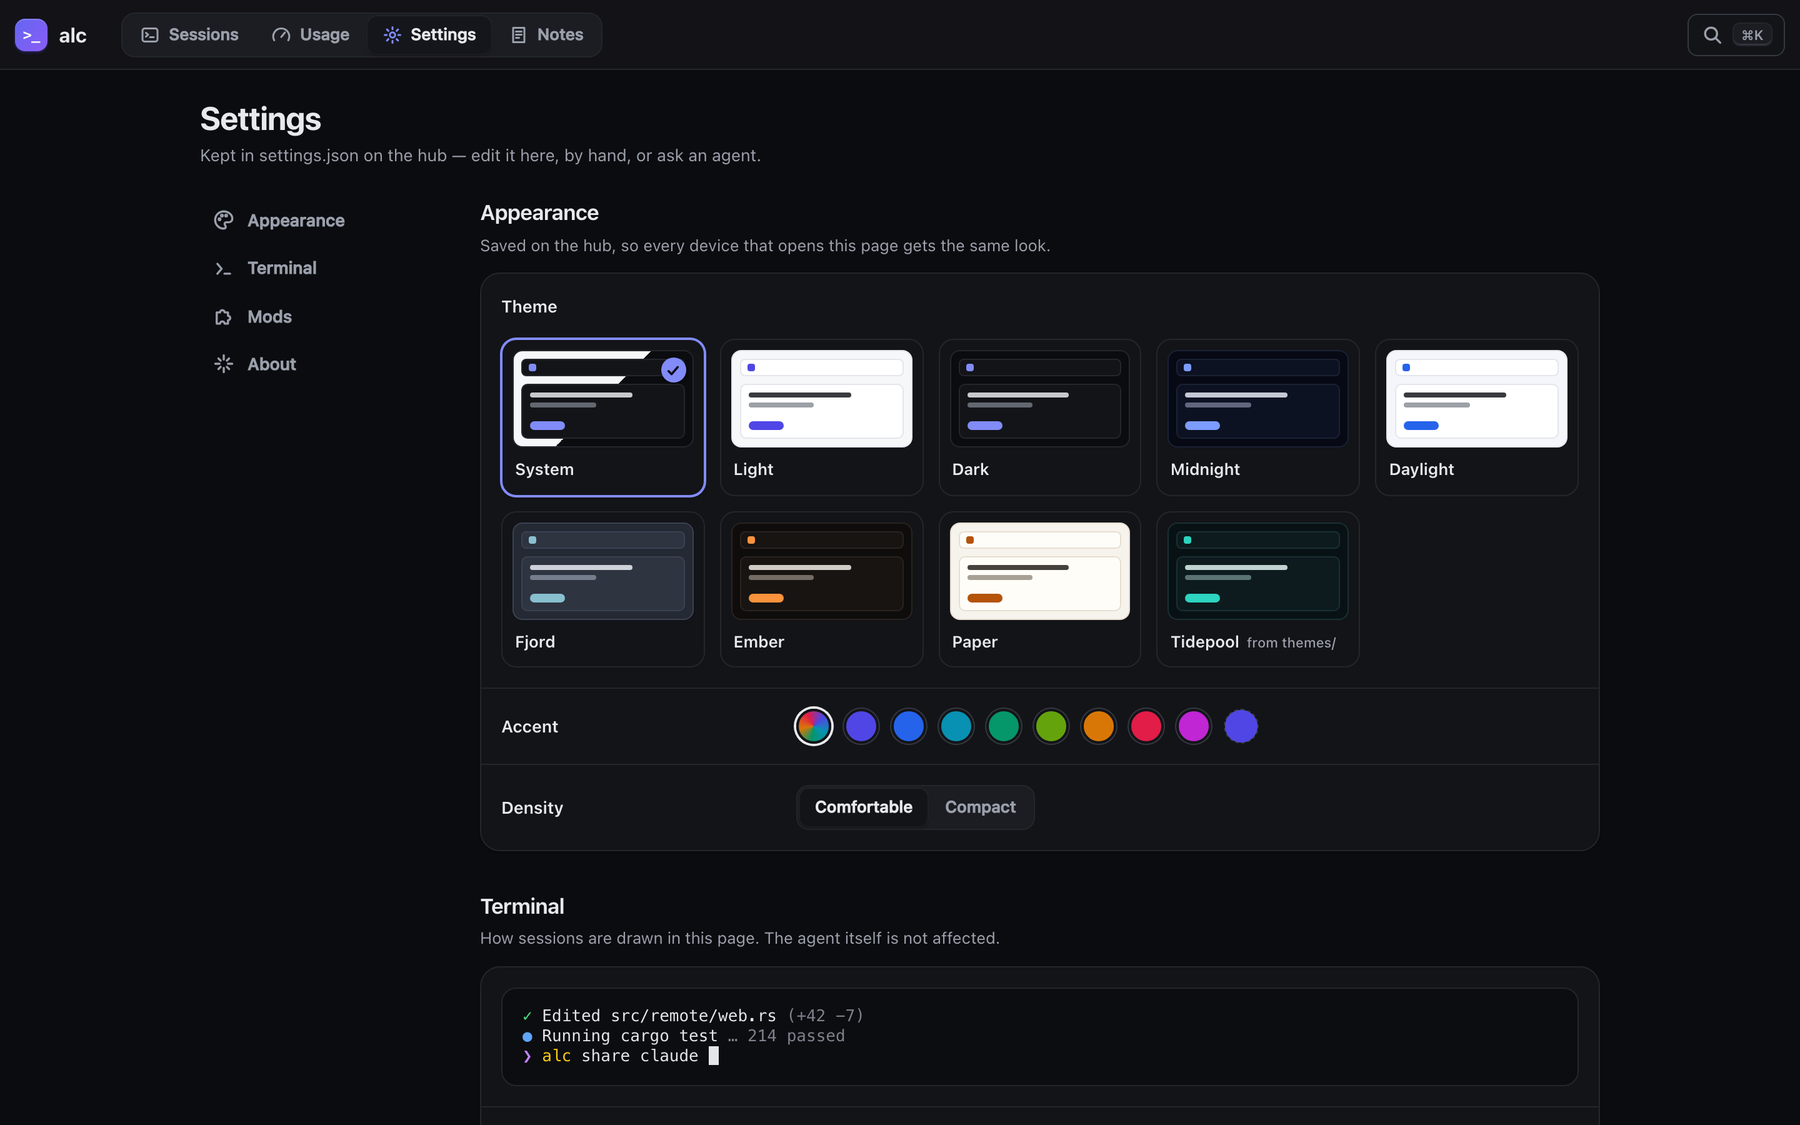 >_ alc Sessions Usage Settings Notes ⌘K
Settings
Kept in settings.json on the hub — edit it here, by hand, or ask an agent.
Appearance
Terminal
Mods
About
Appearance
Saved on the hub, so every device that opens this page gets the same look.
Theme
System Light Dark Midnight Daylight
Fjord Ember Paper Tidepool from themes/
Accent
Density Comfortable Compact
Terminal
How sessions are drawn in this page. The agent itself is not affected.
✓ Edited src/remote/web.rs (+42 −7)
● Running cargo test … 214 passed
❯ alc share claude